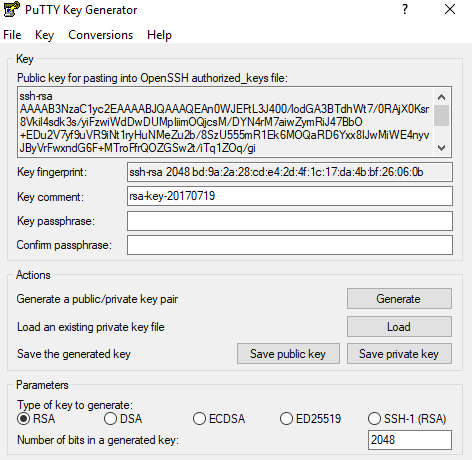 PuTTY Key Generator
File Key Conversions Help
Key
Public key for pasting into OpenSSH authorized_keys file:
ssh-rsa
AAAAB3NzaC1yc2EAAAABJQAAAQEAn0WJEFtL3J400/lodGA3BTdhWt7/0RAjX0Ksr
8Vkil4sdk3s/yiFzwiWdDwDUMpIiimOQjcsM/DYN4rM7aiwZymRiJ47BbO
+EDu2V7yf9uVR9iNt1ryHuNMeZu2b/8SzU555mR1Ek6MOQaRD6Yxx8IJwMiWE4nyv
JByVrFwxndG6F+MTroFfrQOZGSw2t/iTq1ZOq/gi
Key fingerprint: ssh-rsa 2048 bd:9a:2a:28:cd:e4:2d:4f:1c:17:da:4b:bf:26:06:0b
Key comment: rsa-key-20170719
Key passphrase:
Confirm passphrase:
Actions
Generate a public/private key pair Generate
Load an existing private key file Load
Save the generated key Save public key Save private key
Parameters
Type of key to generate:
RSA DSA ECDSA ED25519 SSH-1 (RSA)
Number of bits in a generated key: 2048